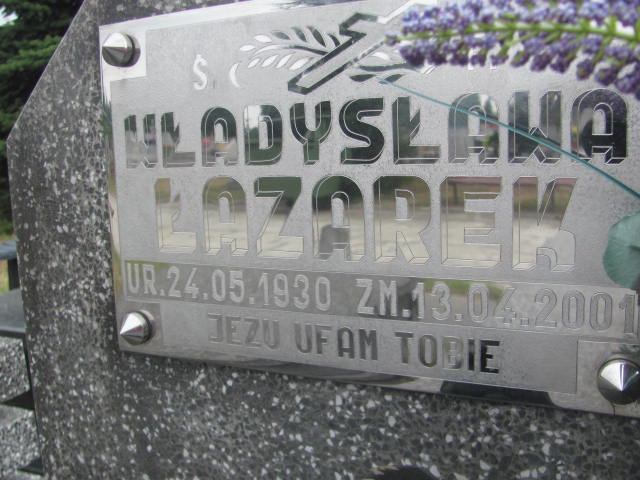 Ś
WŁADYSŁAWA
ŁAZAREK
UR.24.05.1930 ZM.13.04.2001
JEZU UFAM TOBIE